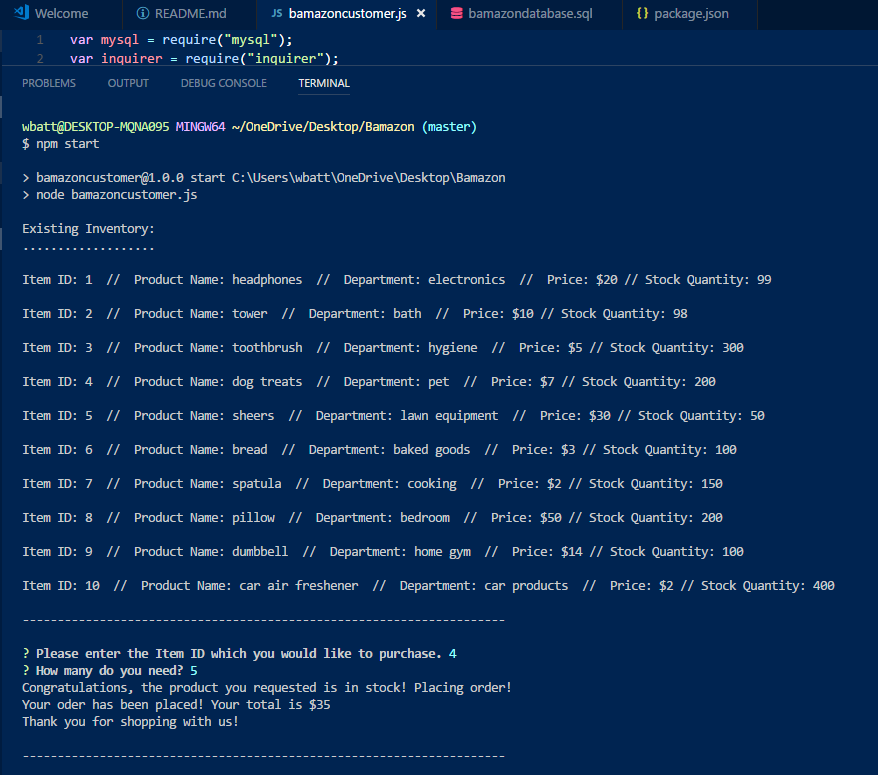 Welcome README.md JS bamazoncustomer.js × bamazondatabase.sql {} package.json
1 var mysql = require("mysql");
2 var inquirer = require("inquirer");
PROBLEMS OUTPUT DEBUG CONSOLE TERMINAL
wbatt@DESKTOP-MQNA095 MINGW64 ~/OneDrive/Desktop/Bamazon (master)
$ npm start
> bamazoncustomer@1.0.0 start C:\Users\wbatt\OneDrive\Desktop\Bamazon
> node bamazoncustomer.js
Existing Inventory:
...................
Item ID: 1 // Product Name: headphones // Department: electronics // Price: $20 // Stock Quantity: 99
Item ID: 2 // Product Name: tower // Department: bath // Price: $10 // Stock Quantity: 98
Item ID: 3 // Product Name: toothbrush // Department: hygiene // Price: $5 // Stock Quantity: 300
Item ID: 4 // Product Name: dog treats // Department: pet // Price: $7 // Stock Quantity: 200
Item ID: 5 // Product Name: sheers // Department: lawn equipment // Price: $30 // Stock Quantity: 50
Item ID: 6 // Product Name: bread // Department: baked goods // Price: $3 // Stock Quantity: 100
Item ID: 7 // Product Name: spatula // Department: cooking // Price: $2 // Stock Quantity: 150
Item ID: 8 // Product Name: pillow // Department: bedroom // Price: $50 // Stock Quantity: 200
Item ID: 9 // Product Name: dumbbell // Department: home gym // Price: $14 // Stock Quantity: 100
Item ID: 10 // Product Name: car air freshener // Department: car products // Price: $2 // Stock Quantity: 400
---------------------------------------------------------------------
? Please enter the Item ID which you would like to purchase. 4
? How many do you need? 5
Congratulations, the product you requested is in stock! Placing order!
Your oder has been placed! Your total is $35
Thank you for shopping with us!
---------------------------------------------------------------------